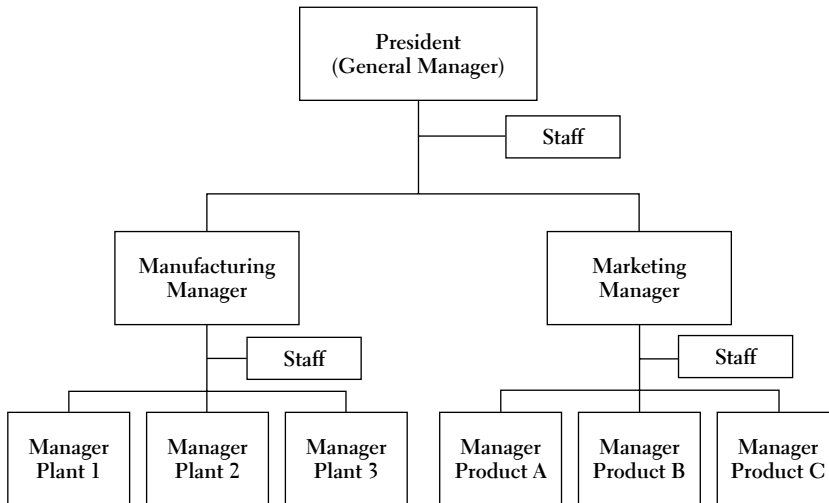 President
(General Manager)
Staff
Manufacturing
Manager
Marketing
Manager
Staff
Staff
Manager
Plant 1
Manager
Plant 2
Manager
Plant 3
Manager
Product A
Manager
Product B
Manager
Product C